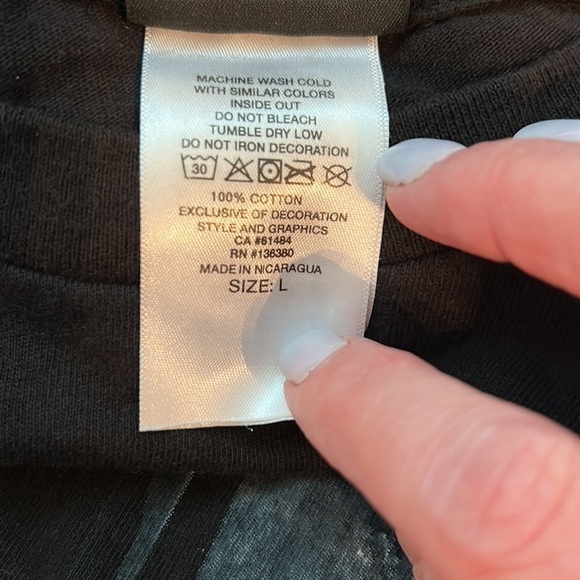 MACHINE WASH COLD
WITH SIMILAR COLORS
INSIDE OUT
DO NOT BLEACH
TUMBLE DRY LOW
DO NOT IRON DECORATION
30
100% COTTON
EXCLUSIVE OF DECORATION
STYLE AND GRAPHICS
CA #61484
RN #136380
MADE IN NICARAGUA
SIZE: L